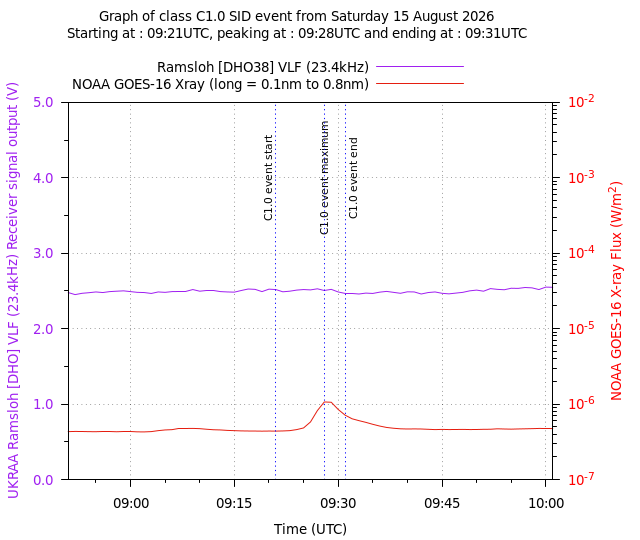 Graph of class C1.0 SID event from Saturday 15 August 2026
Starting at : 09:21UTC, peaking at : 09:28UTC and ending at : 09:31UTC
Ramsloh [DHO38] VLF (23.4kHz)
NOAA GOES-16 Xray (long = 0.1nm to 0.8nm)
UKRAA Ramsloh [DHO] VLF (23.4kHz) Receiver signal output (V)
5.0
4.0
3.0
2.0
1.0
0.0
C1.0 event start
C1.0 event maximum
C1.0 event end
10^-2
10^-3
10^-4
10^-5
10^-6
10^-7
NOAA GOES-16 X-ray Flux (W/m²)
09:00 09:15 09:30 09:45 10:00
Time (UTC)